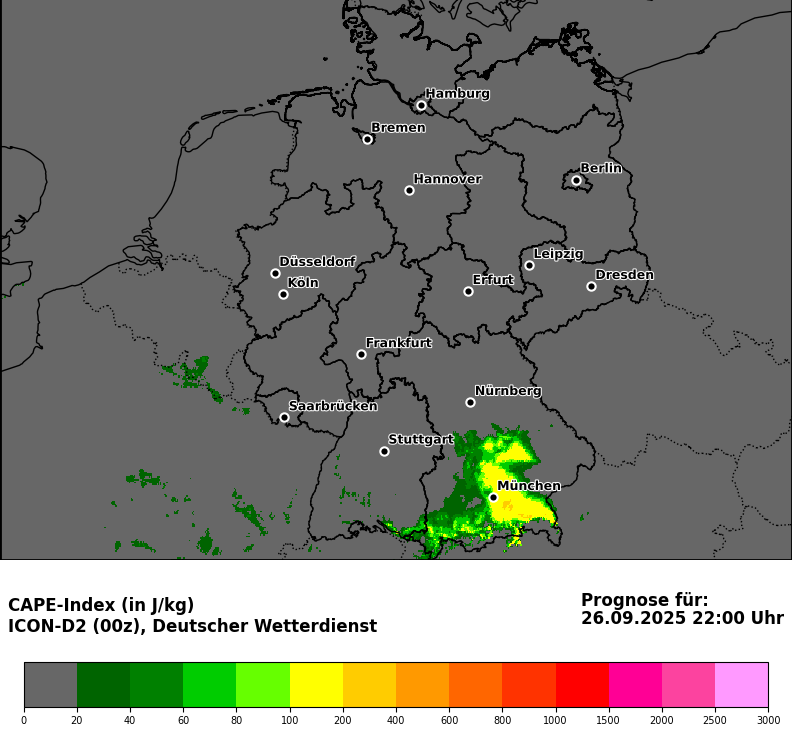 Hamburg
Bremen
Berlin
Hannover
Leipzig
Düsseldorf
Dresden
Erfurt
Köln
Frankfurt
Nürnberg
Saarbrücken
Stuttgart
München
CAPE-Index (in J/kg)
ICON-D2 (00z), Deutscher Wetterdienst
Prognose für:
26.09.2025 22:00 Uhr
0 20 40 60 80 100 200 400 600 800 1000 1500 2000 2500 3000